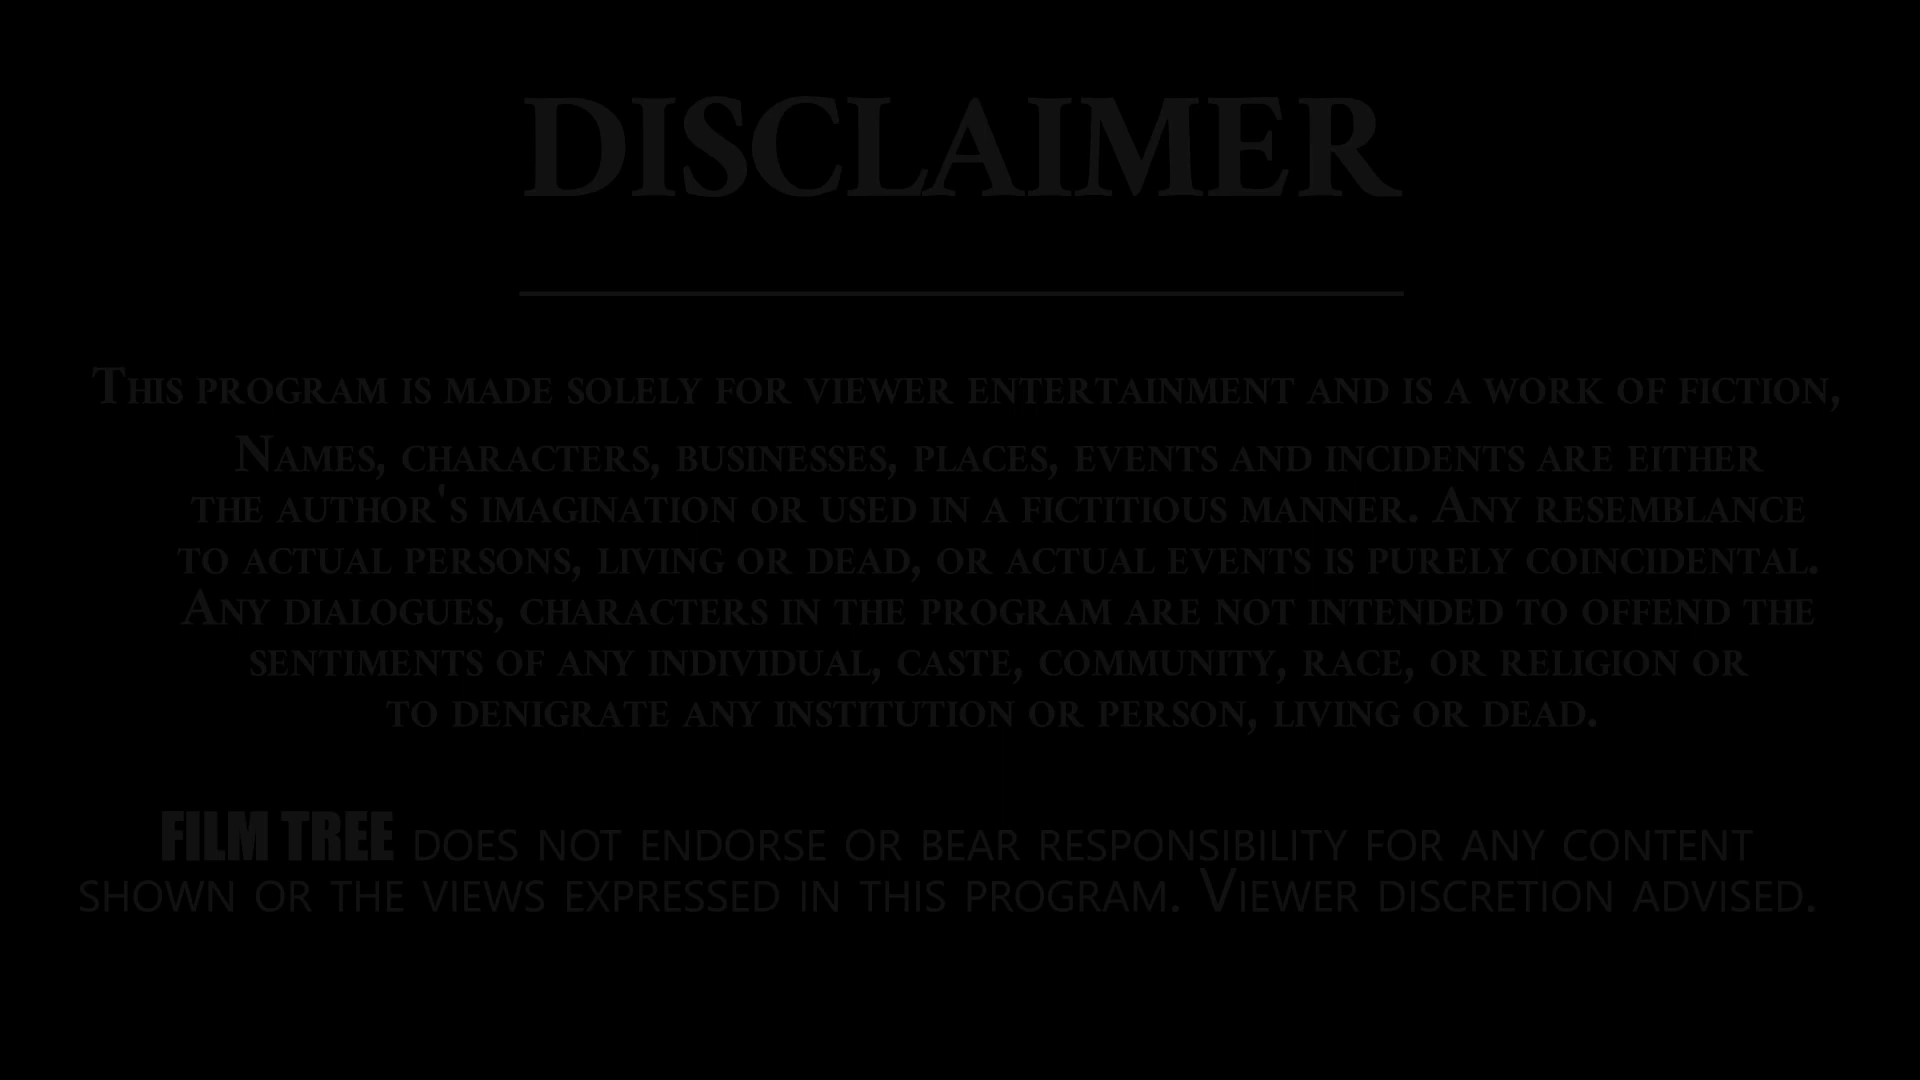 DISCLAIMER
This program is made solely for viewer entertainment and is a work of fiction,
Names, characters, businesses, places, events and incidents are either
the author's imagination or used in a fictitious manner. Any resemblance
to actual persons, living or dead, or actual events is purely coincidental.
Any dialogues, characters in the program are not intended to offend the
sentiments of any individual, caste, community, race, or religion or
to denigrate any institution or person, living or dead.
FILM TREE does not endorse or bear responsibility for any content
shown or the views expressed in this program. Viewer discretion advised.